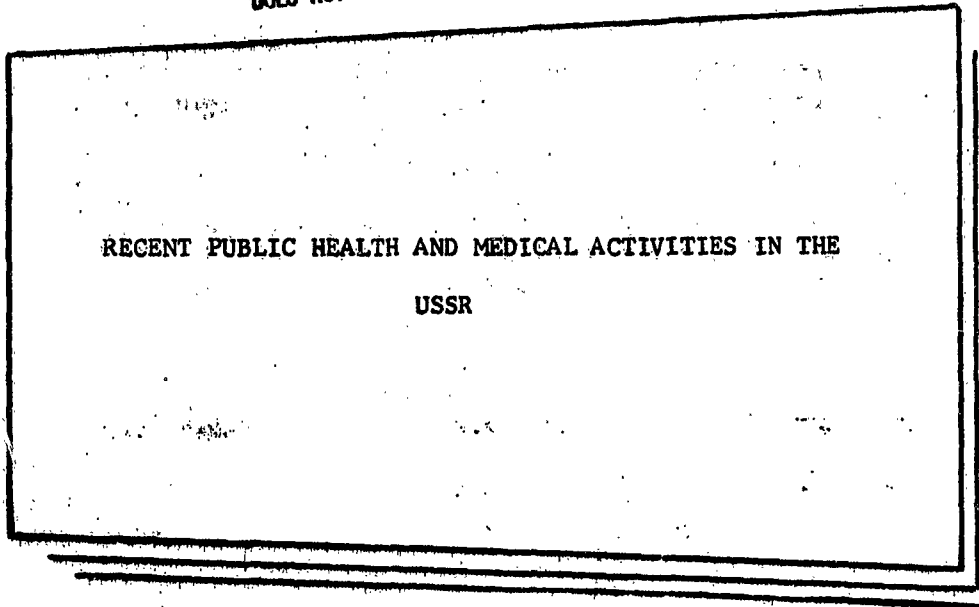 RECENT PUBLIC HEALTH AND MEDICAL ACTIVITIES IN THE
USSR